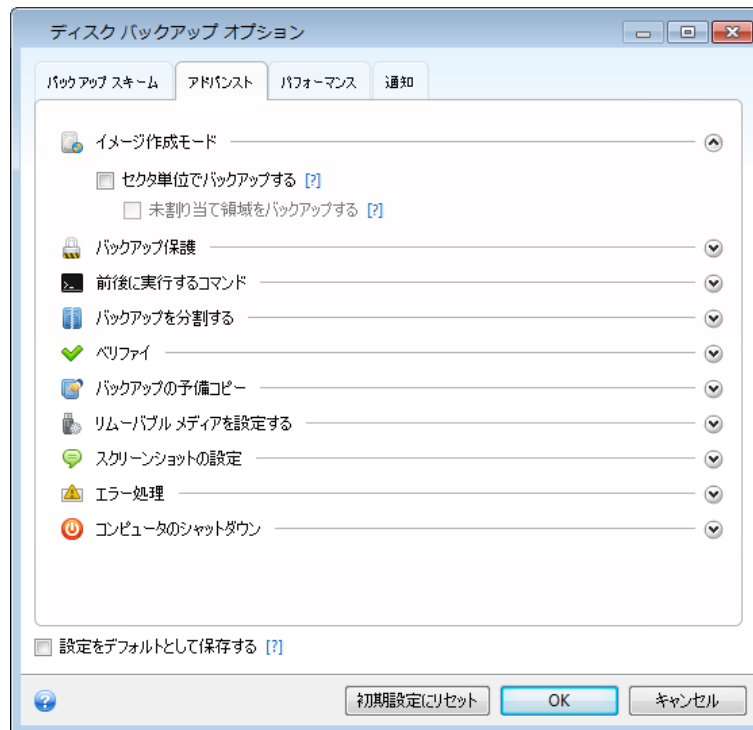 ディスク バックアップ オプション
バックアップ スキーム アドバンスト パフォーマンス 通知
イメージ作成モード
セクタ単位でバックアップする [?]
未割り当て領域をバックアップする [?]
バックアップ保護
前後に実行するコマンド
バックアップを分割する
ベリファイ
バックアップの予備コピー
リムーバブル メディアを設定する
スクリーンショットの設定
エラー処理
コンピュータのシャットダウン
設定をデフォルトとして保存する [?]
初期設定にリセット OK キャンセル